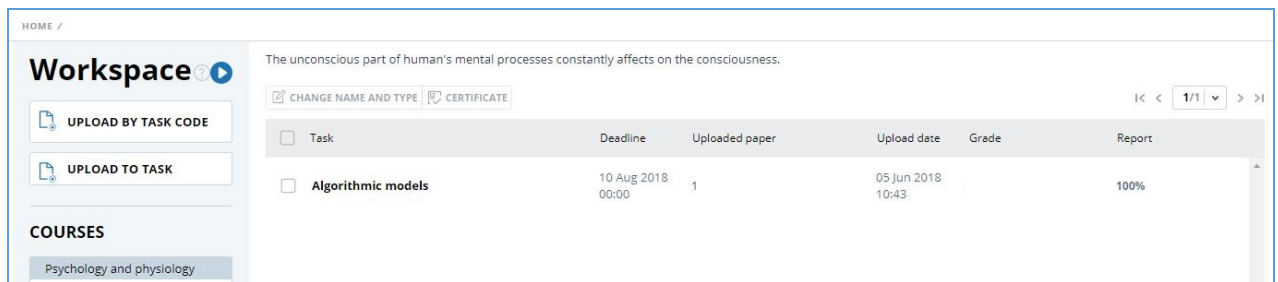 HOME /
Workspace
UPLOAD BY TASK CODE
UPLOAD TO TASK
COURSES
Psychology and physiology
The unconscious part of human's mental processes constantly affects on the consciousness.
CHANGE NAME AND TYPE CERTIFICATE
1/1
Task Deadline Uploaded paper Upload date Grade Report
Algorithmic models 10 Aug 2018 00:00 1 05 Jun 2018 10:43 100%